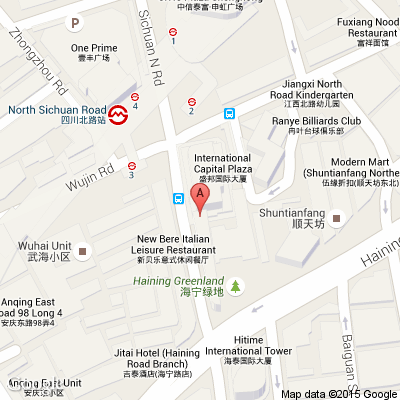 中信泰富·申虹广场
Fuxiang Nood
Restaurant
富祥面馆
Zhongzhou Rd
Sichuan N Rd
One Prime
壹丰广场
2
1
4
3
Jiangxi North
Road Kindergarten
江西北路幼儿园
North Sichuan Road
四川北路站
Ranye Billiards Club
冉叶台球俱乐部
Wujin Rd
International
Capital Plaza
盛邦国际大厦
Modern Mart
(Shuntianfang Northe
伍缘折扣(顺天坊东北)
A
Shuntianfang
顺天坊
New Bere Italian
Leisure Restaurant
新贝乐意式休闲餐厅
Wuhai Unit
武海小区
Haining
Haining Greenland
海宁绿地
Anqing East
Road 98 Long 4
安庆东路98弄4
Hitime
International Tower
海泰国际大厦
Jitai Hotel (Haining
Road Branch)
吉泰酒店(海宁路店)
Baiguan S
Anqing East Unit
Map data ©2015 Google